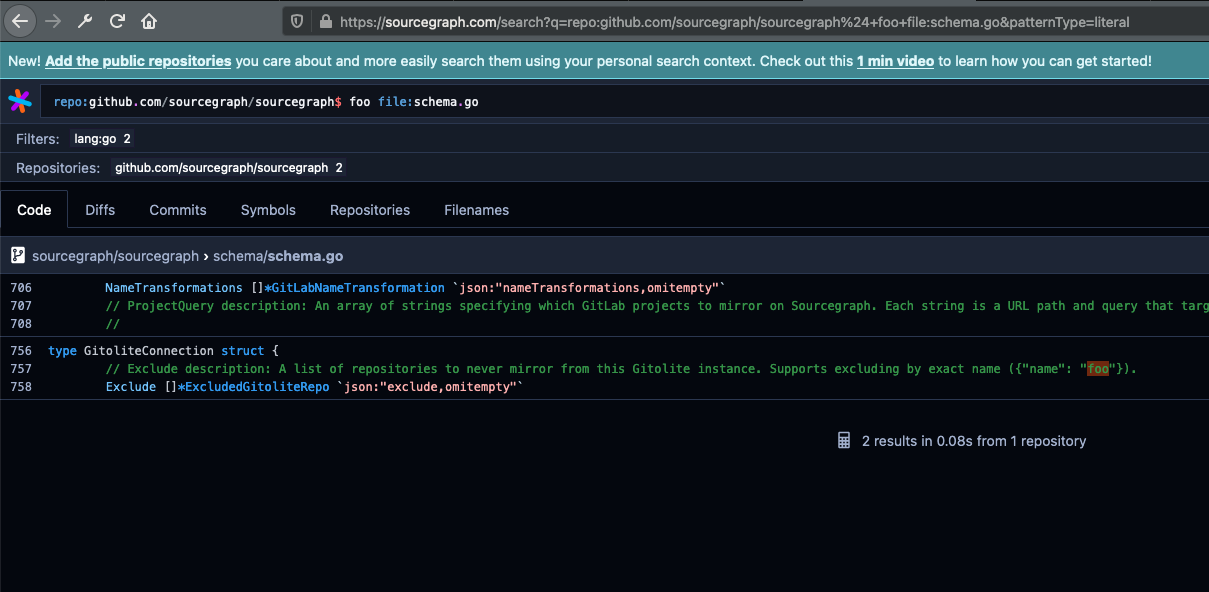 https://sourcegraph.com/search?q=repo:github.com/sourcegraph/sourcegraph%24+foo+file:schema.go&patternType=literal
New! Add the public repositories you care about and more easily search them using your personal search context. Check out this 1 min video to learn how you can get started!
repo:github.com/sourcegraph/sourcegraph$ foo file:schema.go
Filters: lang:go 2
Repositories: github.com/sourcegraph/sourcegraph 2
Code Diffs Commits Symbols Repositories Filenames
sourcegraph/sourcegraph › schema/schema.go
706 NameTransformations []*GitLabNameTransformation `json:"nameTransformations,omitempty"`
707 // ProjectQuery description: An array of strings specifying which GitLab projects to mirror on Sourcegraph. Each string is a URL path and query that targ
708 //
756 type GitoliteConnection struct {
757 // Exclude description: A list of repositories to never mirror from this Gitolite instance. Supports excluding by exact name ({"name": "foo"}).
758 Exclude []*ExcludedGitoliteRepo `json:"exclude,omitempty"`
2 results in 0.08s from 1 repository